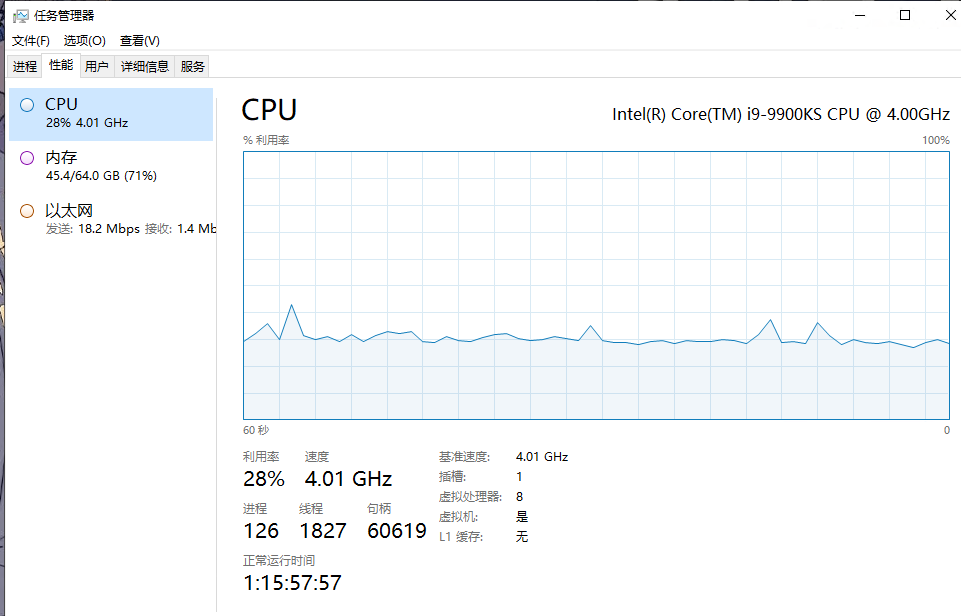 任务管理器
文件(F) 选项(O) 查看(V)
进程 性能 用户 详细信息 服务
CPU
28% 4.01 GHz
内存
45.4/64.0 GB (71%)
以太网
发送: 18.2 Mbps 接收: 1.4 Mb
CPU
Intel(R) Core(TM) i9-9900KS CPU @ 4.00GHz
% 利用率 100%
60 秒 0
利用率 速度
28% 4.01 GHz
进程 线程 句柄
126 1827 60619
正常运行时间
1:15:57:57
基准速度: 4.01 GHz
插槽: 1
虚拟处理器: 8
虚拟机: 是
L1 缓存: 无